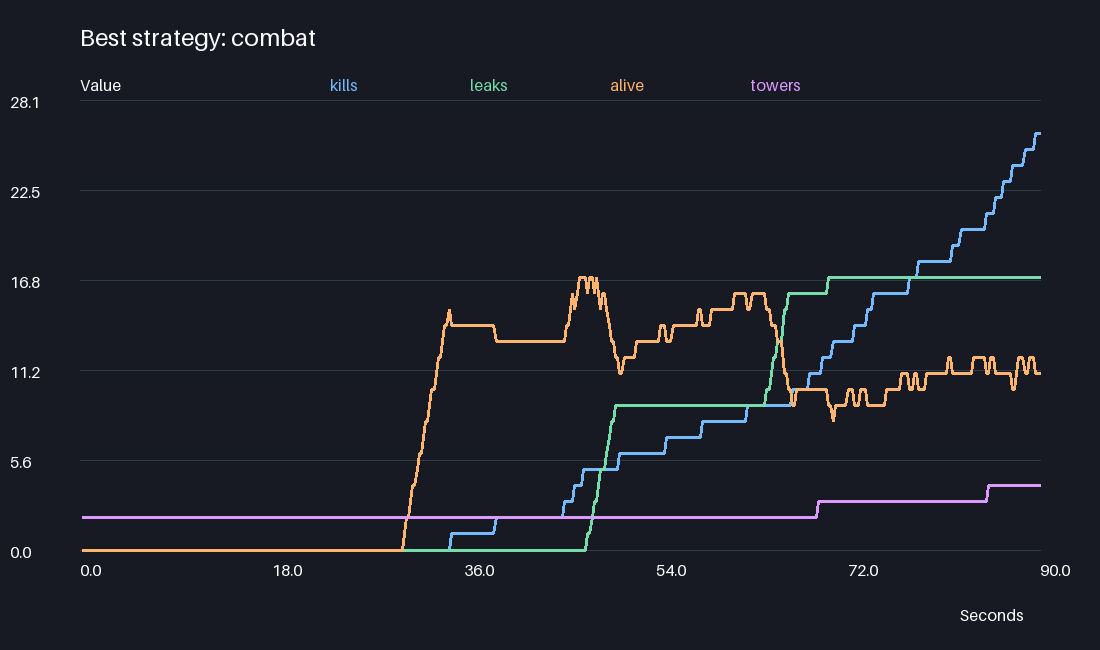 Best strategy: combat
Value kills leaks alive towers
28.1
22.5
16.8
11.2
5.6
0.0
0.0 18.0 36.0 54.0 72.0 90.0
Seconds